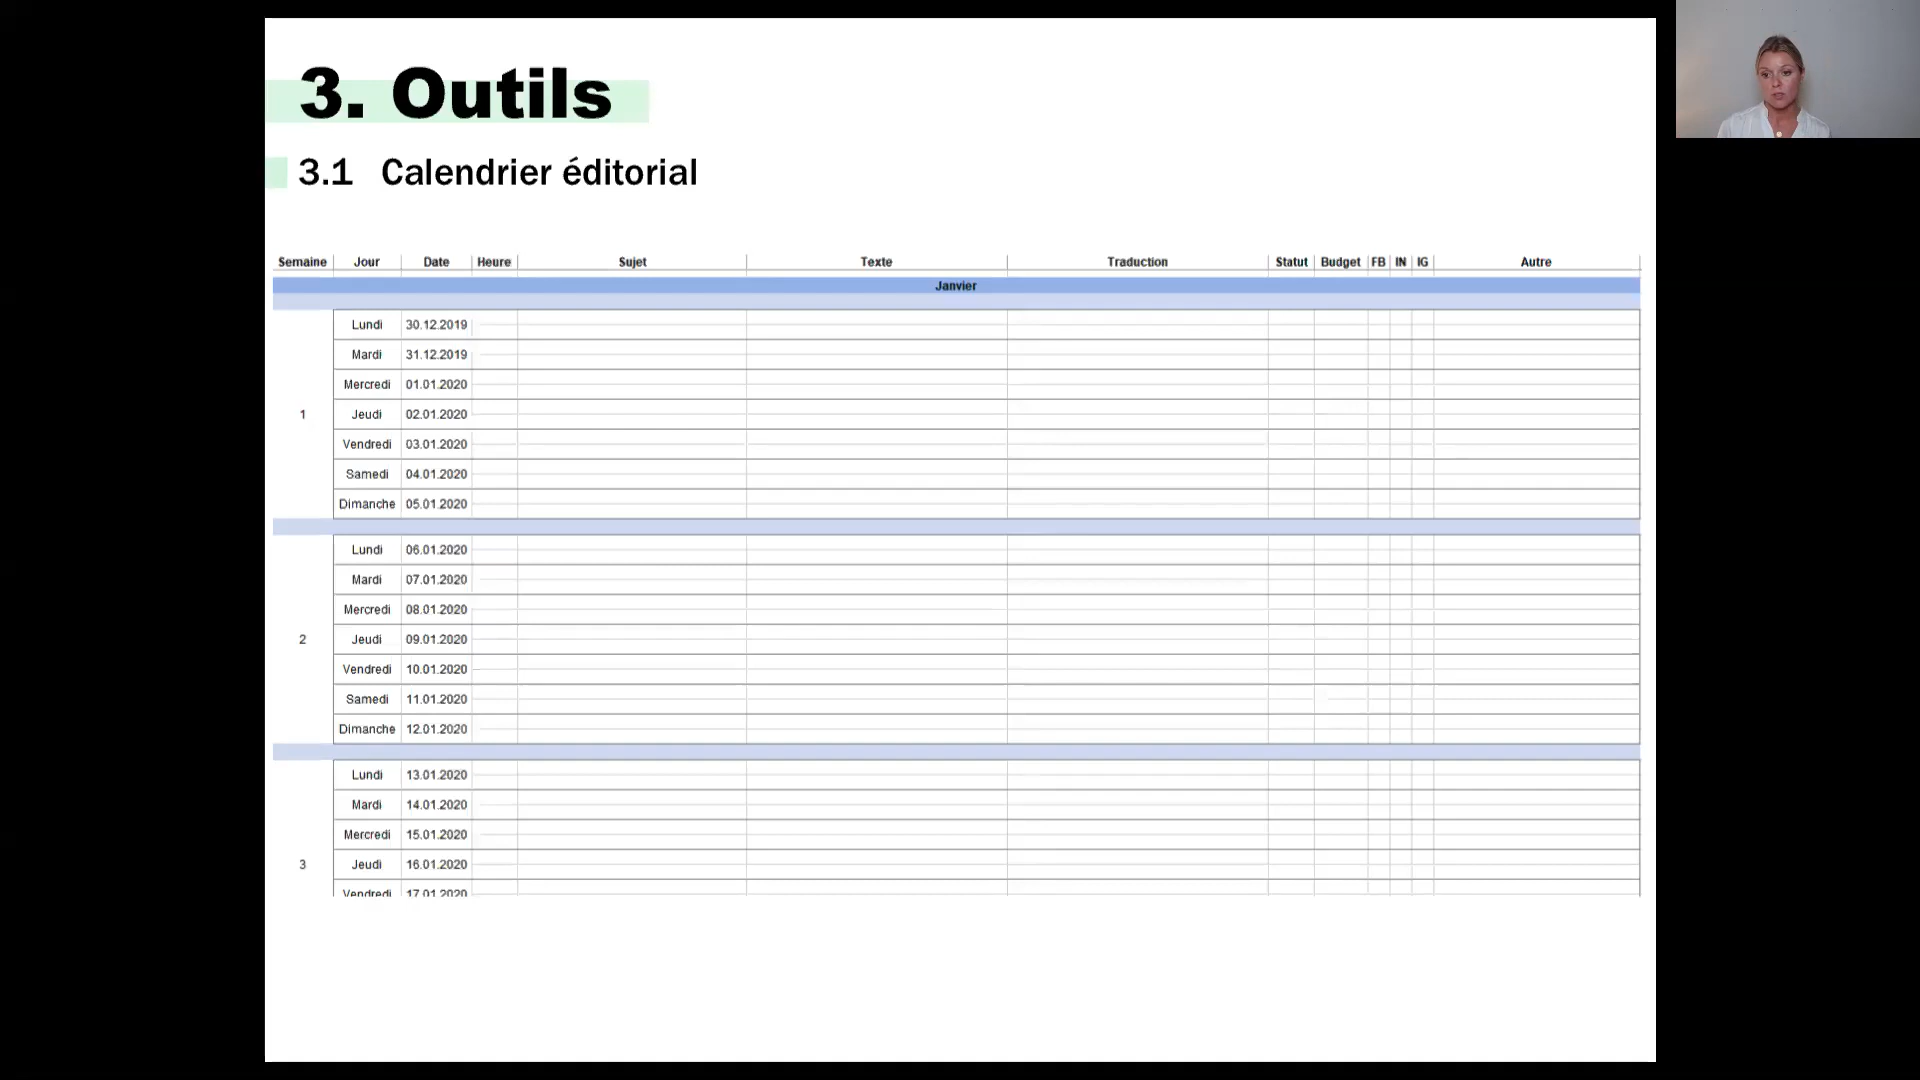 3. Outils
3.1 Calendrier éditorial
Semaine Jour Date Heure Sujet Texte Traduction Statut Budget FB IN IG Autre
Janvier
Lundi 30.12.2019
Mardi 31.12.2019
Mercredi 01.01.2020
1 Jeudi 02.01.2020
Vendredi 03.01.2020
Samedi 04.01.2020
Dimanche 05.01.2020
Lundi 06.01.2020
Mardi 07.01.2020
Mercredi 08.01.2020
2 Jeudi 09.01.2020
Vendredi 10.01.2020
Samedi 11.01.2020
Dimanche 12.01.2020
Lundi 13.01.2020
Mardi 14.01.2020
Mercredi 15.01.2020
3 Jeudi 16.01.2020
Vendredi 17.01.2020